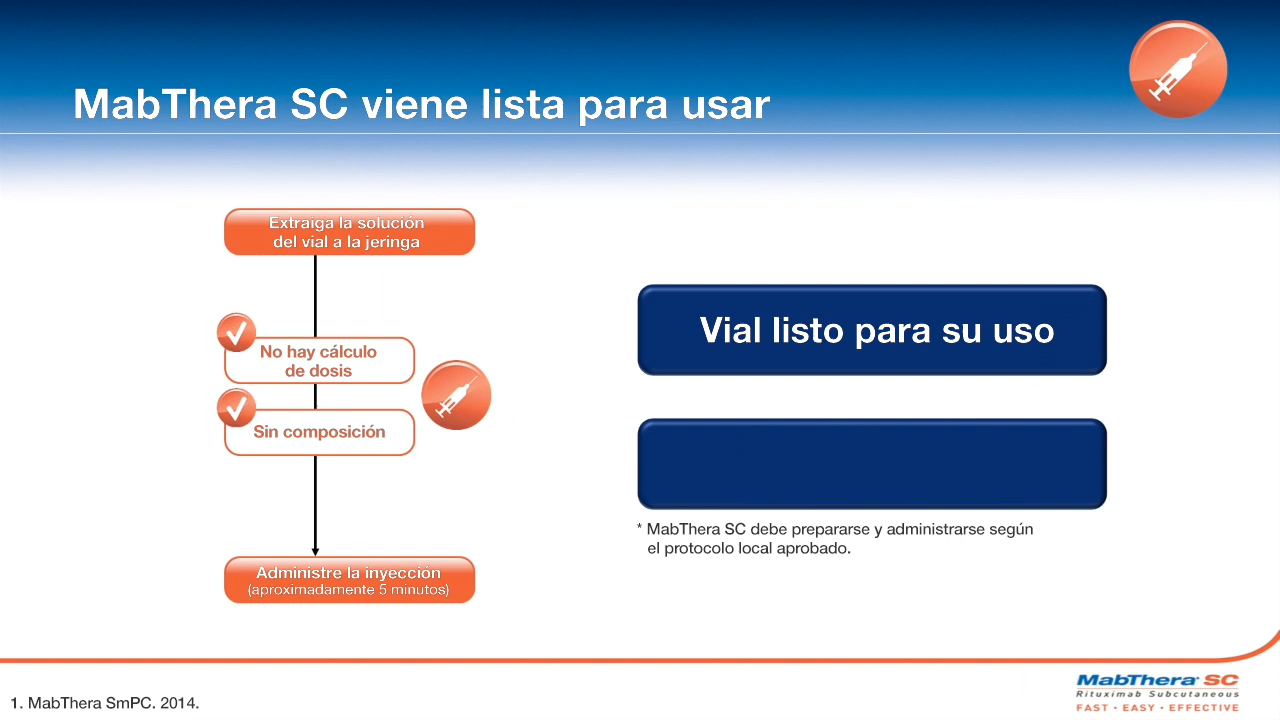 MabThera SC viene lista para usar
Extraiga la solución
del vial a la jeringa
No hay cálculo
de dosis
Sin composición
Administre la inyección
(aproximadamente 5 minutos)
Vial listo para su uso
* MabThera SC debe prepararse y administrarse según
el protocolo local aprobado.
1. MabThera SmPC. 2014.
MabThera® SC
Rituximab Subcutaneous
FAST • EASY • EFFECTIVE